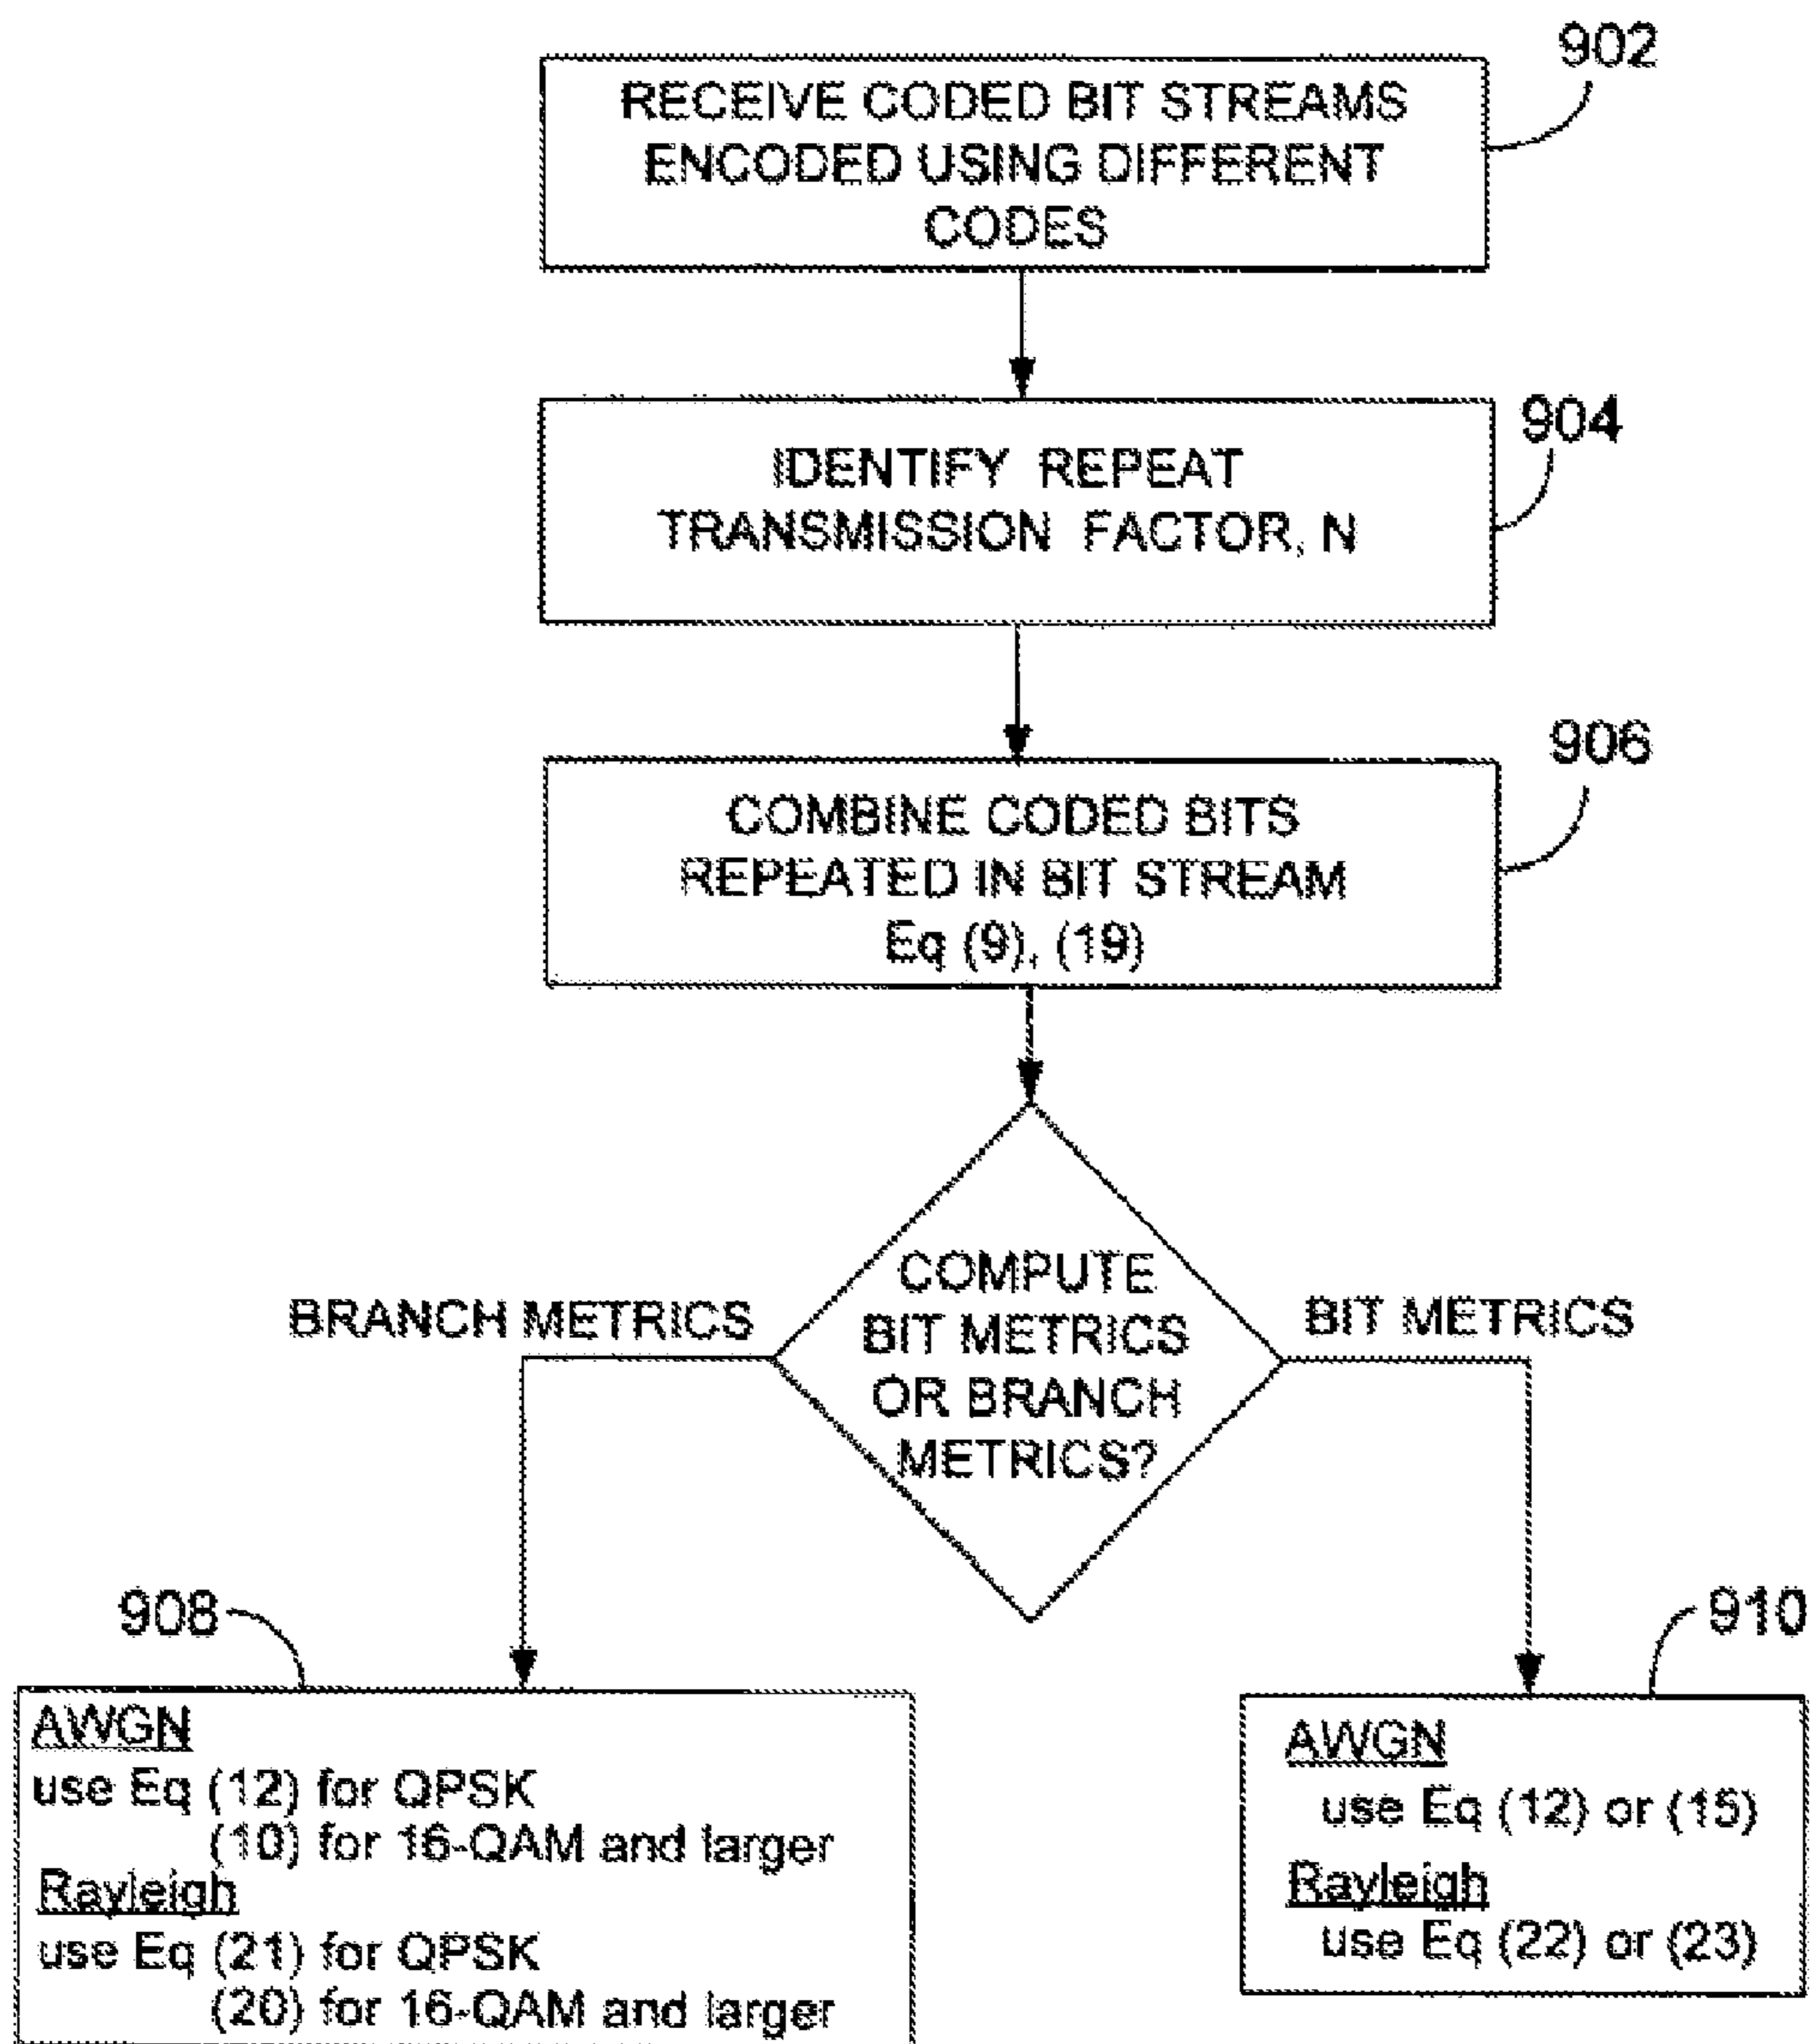 902
RECEIVE CODED BIT STREAMS
ENCODED USING DIFFERENT
CODES
904
IDENTIFY REPEAT
TRANSMISSION FACTOR, N
906
COMBINE CODED BITS
REPEATED IN BIT STREAM
Eq (9), (19)
COMPUTE
BIT METRICS
OR BRANCH
METRICS?
BRANCH METRICS
BIT METRICS
908
AWGN
use Eq (12) for QPSK
(10) for 16-QAM and larger
Rayleigh
use Eq (21) for QPSK
(20) for 16-QAM and larger
910
AWGN
use Eq (12) or (15)
Rayleigh
use Eq (22) or (23)